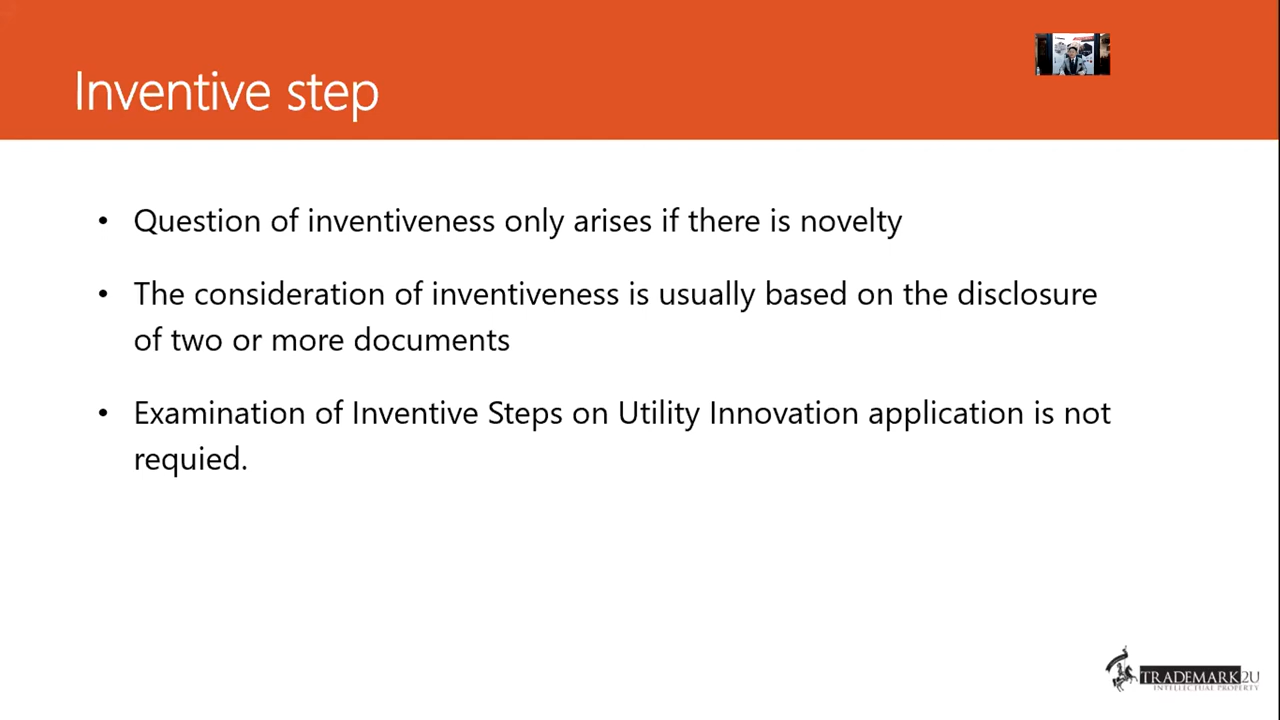 Inventive step
• Question of inventiveness only arises if there is novelty
• The consideration of inventiveness is usually based on the disclosure
of two or more documents
• Examination of Inventive Steps on Utility Innovation application is not
requied.
TRADEMARK2U
INTELLECTUAL PROPERTY